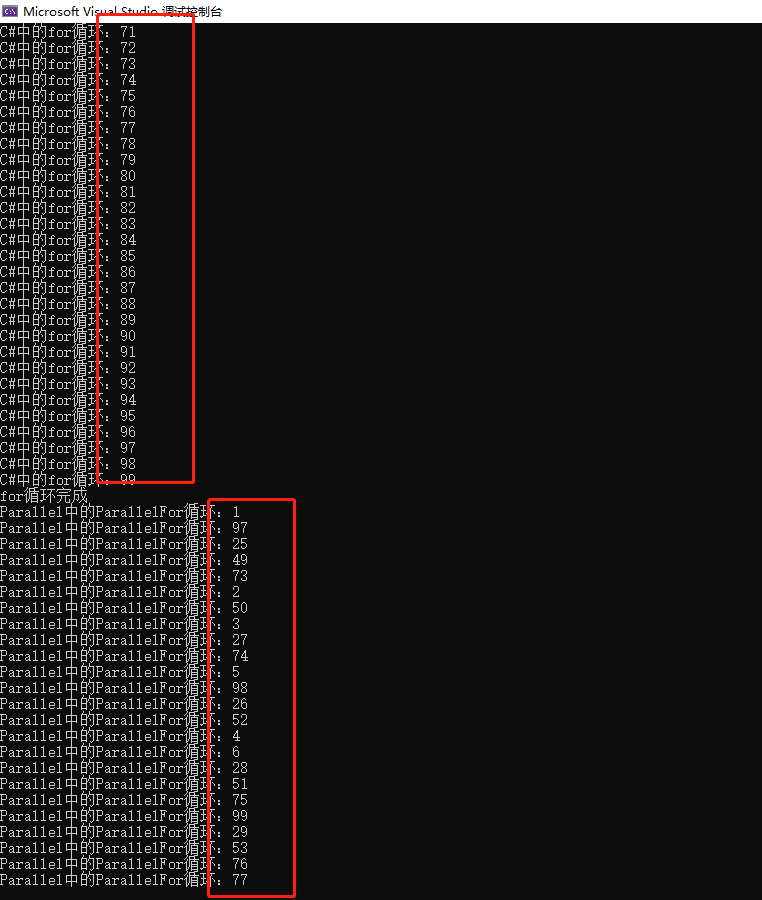 Microsoft Visual Studio 调试控制台
C#中的for循环：71
C#中的for循环：72
C#中的for循环：73
C#中的for循环：74
C#中的for循环：75
C#中的for循环：76
C#中的for循环：77
C#中的for循环：78
C#中的for循环：79
C#中的for循环：80
C#中的for循环：81
C#中的for循环：82
C#中的for循环：83
C#中的for循环：84
C#中的for循环：85
C#中的for循环：86
C#中的for循环：87
C#中的for循环：88
C#中的for循环：89
C#中的for循环：90
C#中的for循环：91
C#中的for循环：92
C#中的for循环：93
C#中的for循环：94
C#中的for循环：95
C#中的for循环：96
C#中的for循环：97
C#中的for循环：98
C#中的for循环：99
for循环完成
Parallel中的ParallelFor循环：1
Parallel中的ParallelFor循环：97
Parallel中的ParallelFor循环：25
Parallel中的ParallelFor循环：49
Parallel中的ParallelFor循环：73
Parallel中的ParallelFor循环：2
Parallel中的ParallelFor循环：50
Parallel中的ParallelFor循环：3
Parallel中的ParallelFor循环：27
Parallel中的ParallelFor循环：74
Parallel中的ParallelFor循环：5
Parallel中的ParallelFor循环：98
Parallel中的ParallelFor循环：26
Parallel中的ParallelFor循环：52
Parallel中的ParallelFor循环：4
Parallel中的ParallelFor循环：6
Parallel中的ParallelFor循环：28
Parallel中的ParallelFor循环：51
Parallel中的ParallelFor循环：75
Parallel中的ParallelFor循环：99
Parallel中的ParallelFor循环：29
Parallel中的ParallelFor循环：53
Parallel中的ParallelFor循环：76
Parallel中的ParallelFor循环：77